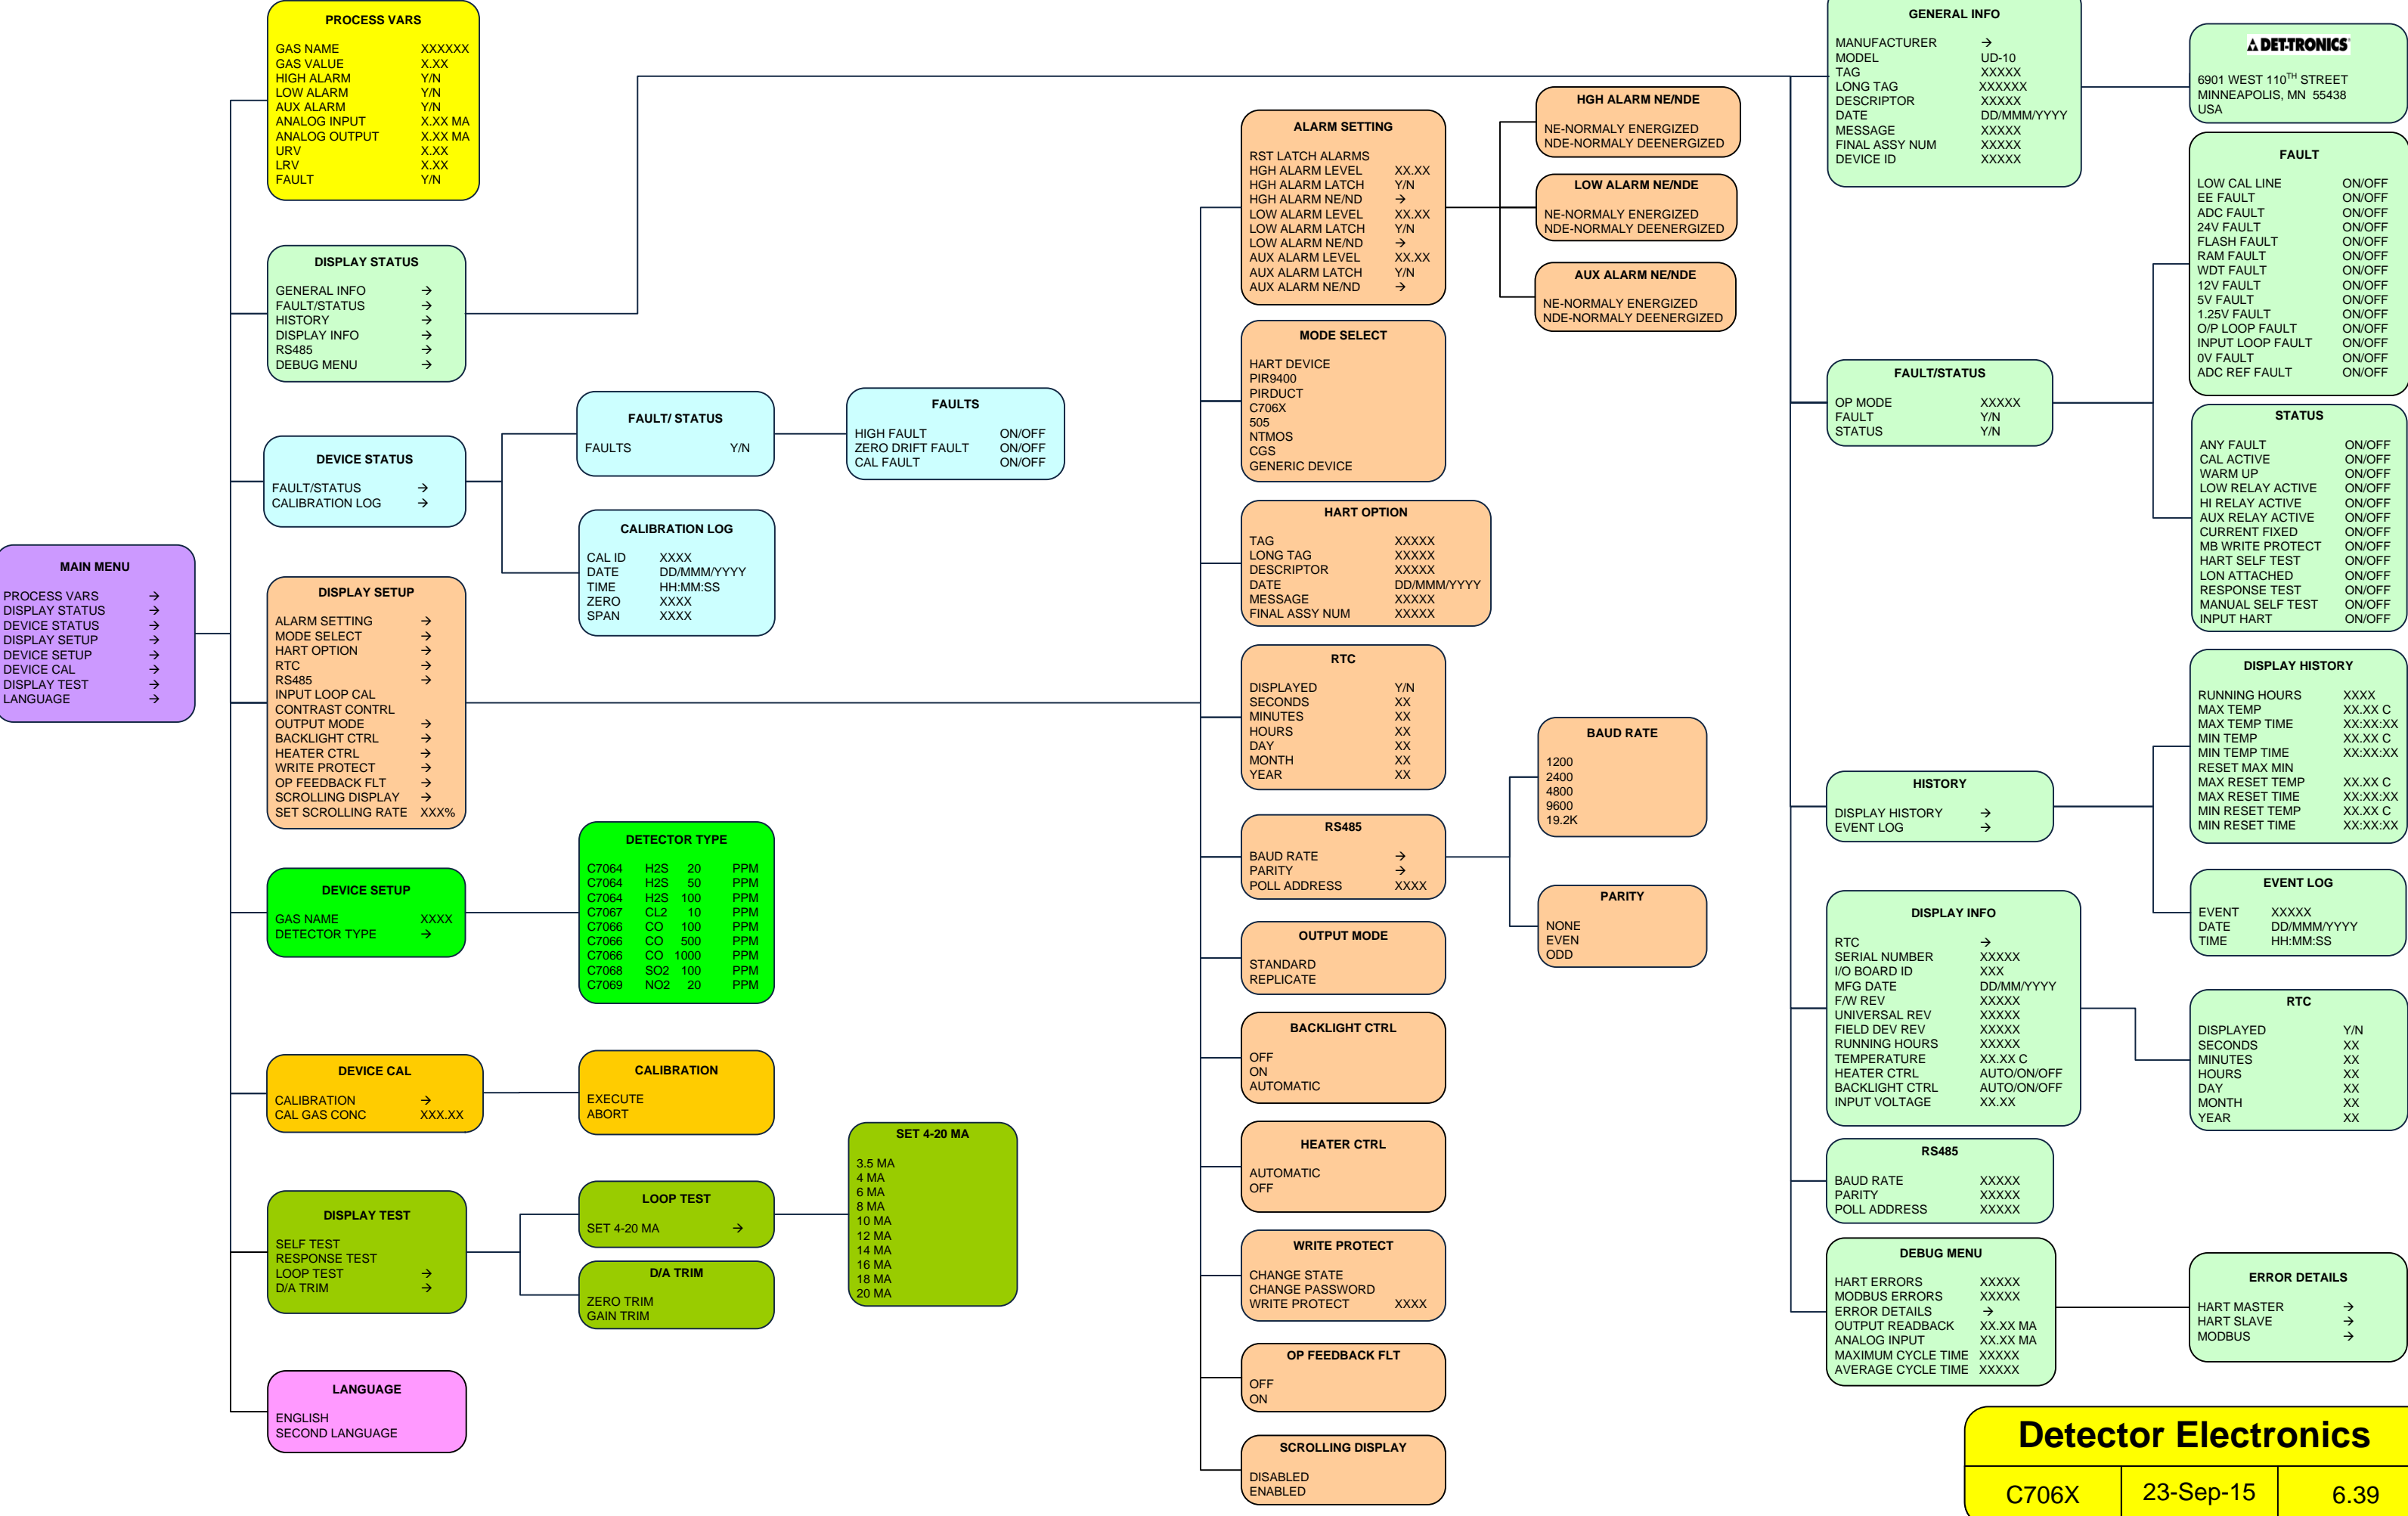 MAIN MENU
PROCESS VARS →
DISPLAY STATUS →
DEVICE STATUS →
DISPLAY SETUP →
DEVICE SETUP →
DEVICE CAL →
DISPLAY TEST →
LANGUAGE →
PROCESS VARS
GAS NAME XXXXXX
GAS VALUE X.XX
HIGH ALARM Y/N
LOW ALARM Y/N
AUX ALARM Y/N
ANALOG INPUT X.XX MA
ANALOG OUTPUT X.XX MA
URV X.XX
LRV X.XX
FAULT Y/N
DISPLAY STATUS
GENERAL INFO →
FAULT/STATUS →
HISTORY →
DISPLAY INFO →
RS485 →
DEBUG MENU →
DEVICE STATUS
FAULT/STATUS →
CALIBRATION LOG →
FAULT/ STATUS
FAULTS Y/N
FAULTS
HIGH FAULT ON/OFF
ZERO DRIFT FAULT ON/OFF
CAL FAULT ON/OFF
CALIBRATION LOG
CAL ID XXXX
DATE DD/MMM/YYYY
TIME HH:MM:SS
ZERO XXXX
SPAN XXXX
DISPLAY SETUP
ALARM SETTING →
MODE SELECT →
HART OPTION →
RTC →
RS485 →
INPUT LOOP CAL
CONTRAST CONTRL
OUTPUT MODE →
BACKLIGHT CTRL →
HEATER CTRL →
WRITE PROTECT →
OP FEEDBACK FLT →
SCROLLING DISPLAY →
SET SCROLLING RATE XXX%
DEVICE SETUP
GAS NAME XXXX
DETECTOR TYPE →
DETECTOR TYPE
C7064 H2S 20 PPM
C7064 H2S 50 PPM
C7064 H2S 100 PPM
C7067 CL2 10 PPM
C7066 CO 100 PPM
C7066 CO 500 PPM
C7066 CO 1000 PPM
C7068 SO2 100 PPM
C7069 NO2 20 PPM
DEVICE CAL
CALIBRATION →
CAL GAS CONC XXX.XX
CALIBRATION
EXECUTE
ABORT
DISPLAY TEST
SELF TEST
RESPONSE TEST
LOOP TEST →
D/A TRIM →
LOOP TEST
SET 4-20 MA →
D/A TRIM
ZERO TRIM
GAIN TRIM
SET 4-20 MA
3.5 MA
4 MA
6 MA
8 MA
10 MA
12 MA
14 MA
16 MA
18 MA
20 MA
LANGUAGE
ENGLISH
SECOND LANGUAGE
ALARM SETTING
RST LATCH ALARMS
HGH ALARM LEVEL XX.XX
HGH ALARM LATCH Y/N
HGH ALARM NE/ND →
LOW ALARM LEVEL XX.XX
LOW ALARM LATCH Y/N
LOW ALARM NE/ND →
AUX ALARM LEVEL XX.XX
AUX ALARM LATCH Y/N
AUX ALARM NE/ND →
HGH ALARM NE/NDE
NE-NORMALY ENERGIZED
NDE-NORMALY DEENERGIZED
LOW ALARM NE/NDE
NE-NORMALY ENERGIZED
NDE-NORMALY DEENERGIZED
AUX ALARM NE/NDE
NE-NORMALY ENERGIZED
NDE-NORMALY DEENERGIZED
MODE SELECT
HART DEVICE
PIR9400
PIRDUCT
C706X
505
NTMOS
CGS
GENERIC DEVICE
HART OPTION
TAG XXXXX
LONG TAG XXXXX
DESCRIPTOR XXXXX
DATE DD/MMM/YYYY
MESSAGE XXXXX
FINAL ASSY NUM XXXXX
RTC
DISPLAYED Y/N
SECONDS XX
MINUTES XX
HOURS XX
DAY XX
MONTH XX
YEAR XX
RS485
BAUD RATE →
PARITY →
POLL ADDRESS XXXX
BAUD RATE
1200
2400
4800
9600
19.2K
PARITY
NONE
EVEN
ODD
OUTPUT MODE
STANDARD
REPLICATE
BACKLIGHT CTRL
OFF
ON
AUTOMATIC
HEATER CTRL
AUTOMATIC
OFF
WRITE PROTECT
CHANGE STATE
CHANGE PASSWORD
WRITE PROTECT XXXX
OP FEEDBACK FLT
OFF
ON
SCROLLING DISPLAY
DISABLED
ENABLED
GENERAL INFO
MANUFACTURER →
MODEL UD-10
TAG XXXXX
LONG TAG XXXXXX
DESCRIPTOR XXXXX
DATE DD/MMM/YYYY
MESSAGE XXXXX
FINAL ASSY NUM XXXXX
DEVICE ID XXXXX
DET-TRONICS
6901 WEST 110TH STREET
MINNEAPOLIS, MN 55438
USA
FAULT/STATUS
OP MODE XXXXX
FAULT Y/N
STATUS Y/N
FAULT
LOW CAL LINE ON/OFF
EE FAULT ON/OFF
ADC FAULT ON/OFF
24V FAULT ON/OFF
FLASH FAULT ON/OFF
RAM FAULT ON/OFF
WDT FAULT ON/OFF
12V FAULT ON/OFF
5V FAULT ON/OFF
1.25V FAULT ON/OFF
O/P LOOP FAULT ON/OFF
INPUT LOOP FAULT ON/OFF
0V FAULT ON/OFF
ADC REF FAULT ON/OFF
STATUS
ANY FAULT ON/OFF
CAL ACTIVE ON/OFF
WARM UP ON/OFF
LOW RELAY ACTIVE ON/OFF
HI RELAY ACTIVE ON/OFF
AUX RELAY ACTIVE ON/OFF
CURRENT FIXED ON/OFF
MB WRITE PROTECT ON/OFF
HART SELF TEST ON/OFF
LON ATTACHED ON/OFF
RESPONSE TEST ON/OFF
MANUAL SELF TEST ON/OFF
INPUT HART ON/OFF
HISTORY
DISPLAY HISTORY →
EVENT LOG →
DISPLAY HISTORY
RUNNING HOURS XXXX
MAX TEMP XX.XX C
MAX TEMP TIME XX:XX:XX
MIN TEMP XX.XX C
MIN TEMP TIME XX:XX:XX
RESET MAX MIN
MAX RESET TEMP XX.XX C
MAX RESET TIME XX:XX:XX
MIN RESET TEMP XX.XX C
MIN RESET TIME XX:XX:XX
EVENT LOG
EVENT XXXXX
DATE DD/MMM/YYYY
TIME HH:MM:SS
DISPLAY INFO
RTC →
SERIAL NUMBER XXXXX
I/O BOARD ID XXX
MFG DATE DD/MM/YYYY
F/W REV XXXXX
UNIVERSAL REV XXXXX
FIELD DEV REV XXXXX
RUNNING HOURS XXXXX
TEMPERATURE XX.XX C
HEATER CTRL AUTO/ON/OFF
BACKLIGHT CTRL AUTO/ON/OFF
INPUT VOLTAGE XX.XX
RTC
DISPLAYED Y/N
SECONDS XX
MINUTES XX
HOURS XX
DAY XX
MONTH XX
YEAR XX
RS485
BAUD RATE XXXXX
PARITY XXXXX
POLL ADDRESS XXXXX
DEBUG MENU
HART ERRORS XXXXX
MODBUS ERRORS XXXXX
ERROR DETAILS →
OUTPUT READBACK XX.XX MA
ANALOG INPUT XX.XX MA
MAXIMUM CYCLE TIME XXXXX
AVERAGE CYCLE TIME XXXXX
ERROR DETAILS
HART MASTER →
HART SLAVE →
MODBUS →
Detector Electronics
C706X 23-Sep-15 6.39